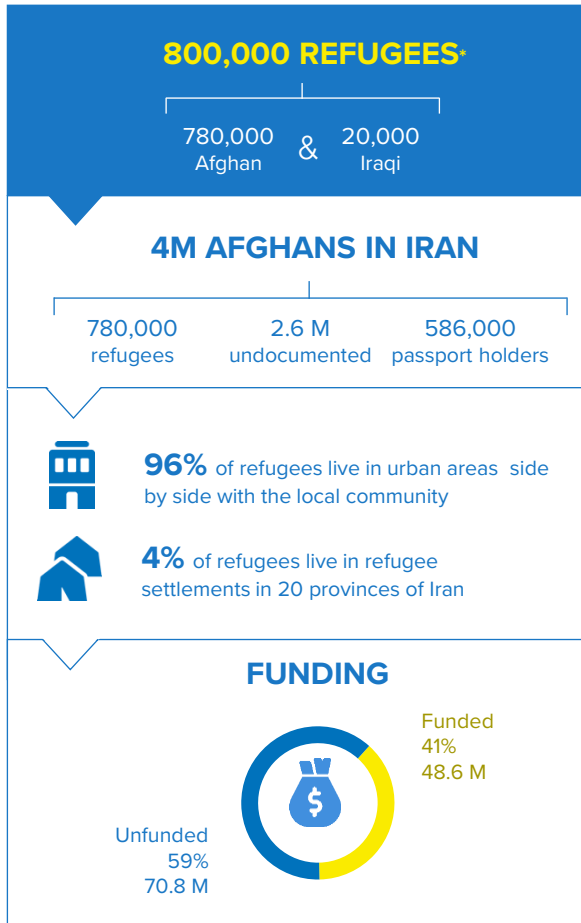 800,000 REFUGEES*
780,000
Afghan
&
20,000
Iraqi
4M AFGHANS IN IRAN
780,000
refugees
2.6 M
undocumented
586,000
passport holders
96% of refugees live in urban areas side
by side with the local community
4% of refugees live in refugee
settlements in 20 provinces of Iran
FUNDING
Funded
41%
48.6 M
$
Unfunded
59%
70.8 M